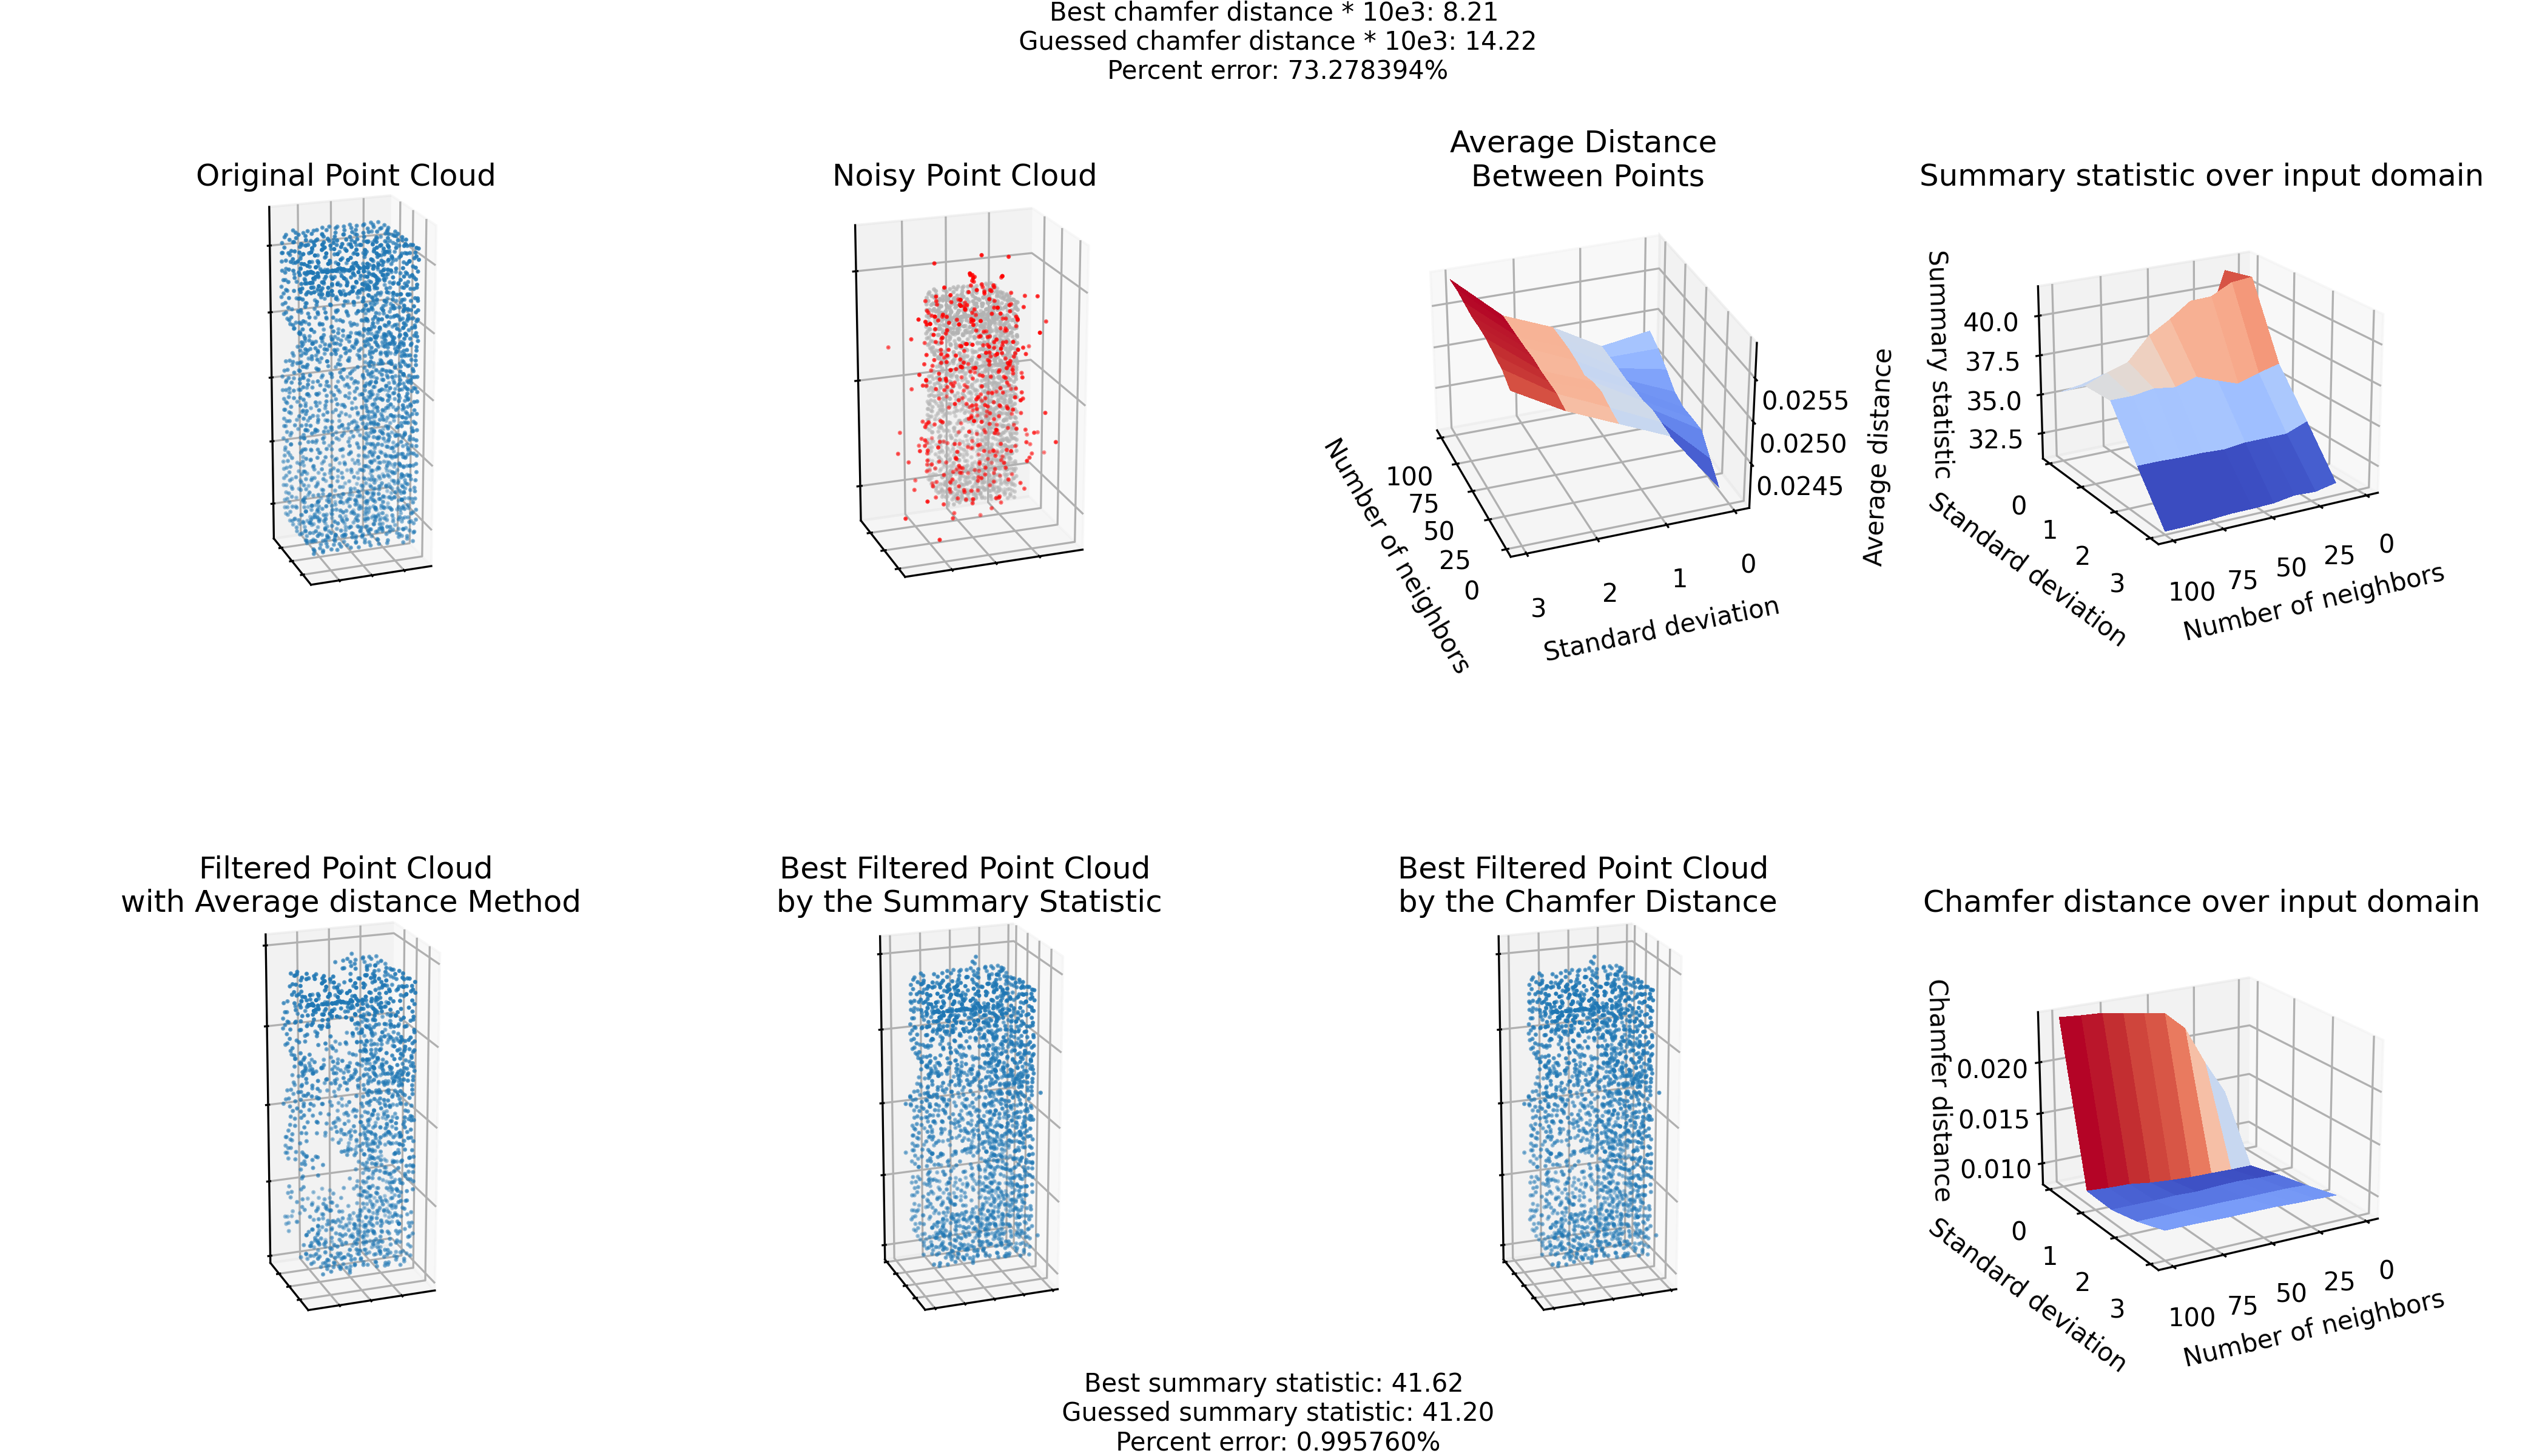 Best chamfer distance * 10e3: 8.21
Guessed chamfer distance * 10e3: 14.22
Percent error: 73.278394%
Original Point Cloud
Noisy Point Cloud
Average Distance
Between Points
0.0255
0.0250
0.0245
Average distance
100
75
50
25
0
Number of neighbors
3
2
1
0
Standard deviation
Summary statistic over input domain
Summary statistic
40.0
37.5
35.0
32.5
0
1
2
3
Standard deviation
100
75
50
25
0
Number of neighbors
Filtered Point Cloud
with Average distance Method
Best Filtered Point Cloud
by the Summary Statistic
Best Filtered Point Cloud
by the Chamfer Distance
Chamfer distance over input domain
Chamfer distance
0.020
0.015
0.010
0
1
2
3
Standard deviation
100
75
50
25
0
Number of neighbors
Best summary statistic: 41.62
Guessed summary statistic: 41.20
Percent error: 0.995760%